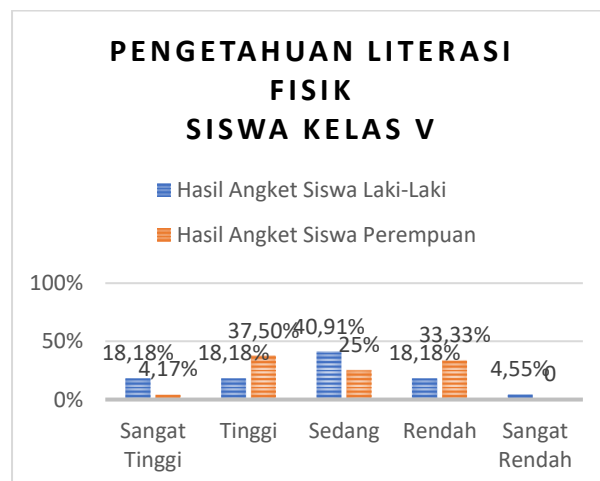 PENGETAHUAN LITERASI
FISIK
SISWA KELAS V
Hasil Angket Siswa Laki-Laki
Hasil Angket Siswa Perempuan
100%
50%
0%
18,18%
4,17%
18,18%
37,50%
40,91%
25%
18,18%
33,33%
4,55%
0
Sangat
Tinggi
Tinggi
Sedang
Rendah
Sangat
Rendah